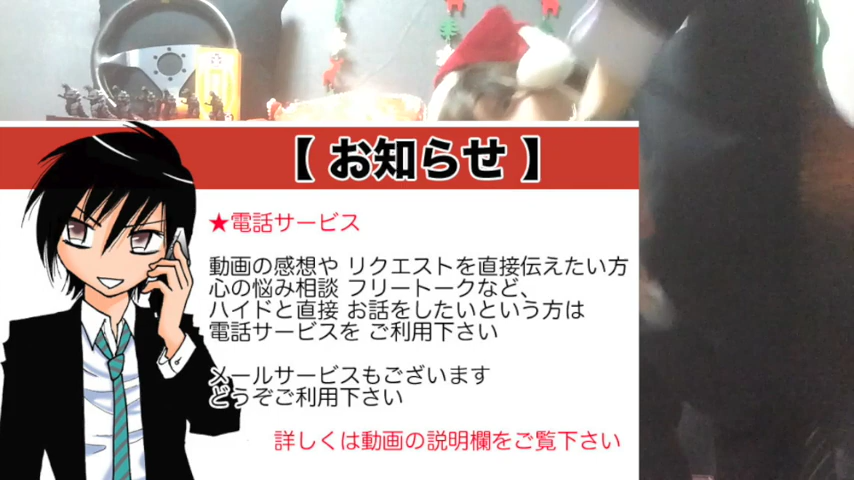 【 お知らせ 】
★電話サービス
動画の感想や リクエストを直接伝えたい方
心の悩み相談 フリートークなど、
ハイドと直接 お話をしたいという方は
電話サービスを ご利用下さい
メールサービスもございます
どうぞご利用下さい
詳しくは動画の説明欄をご覧下さい